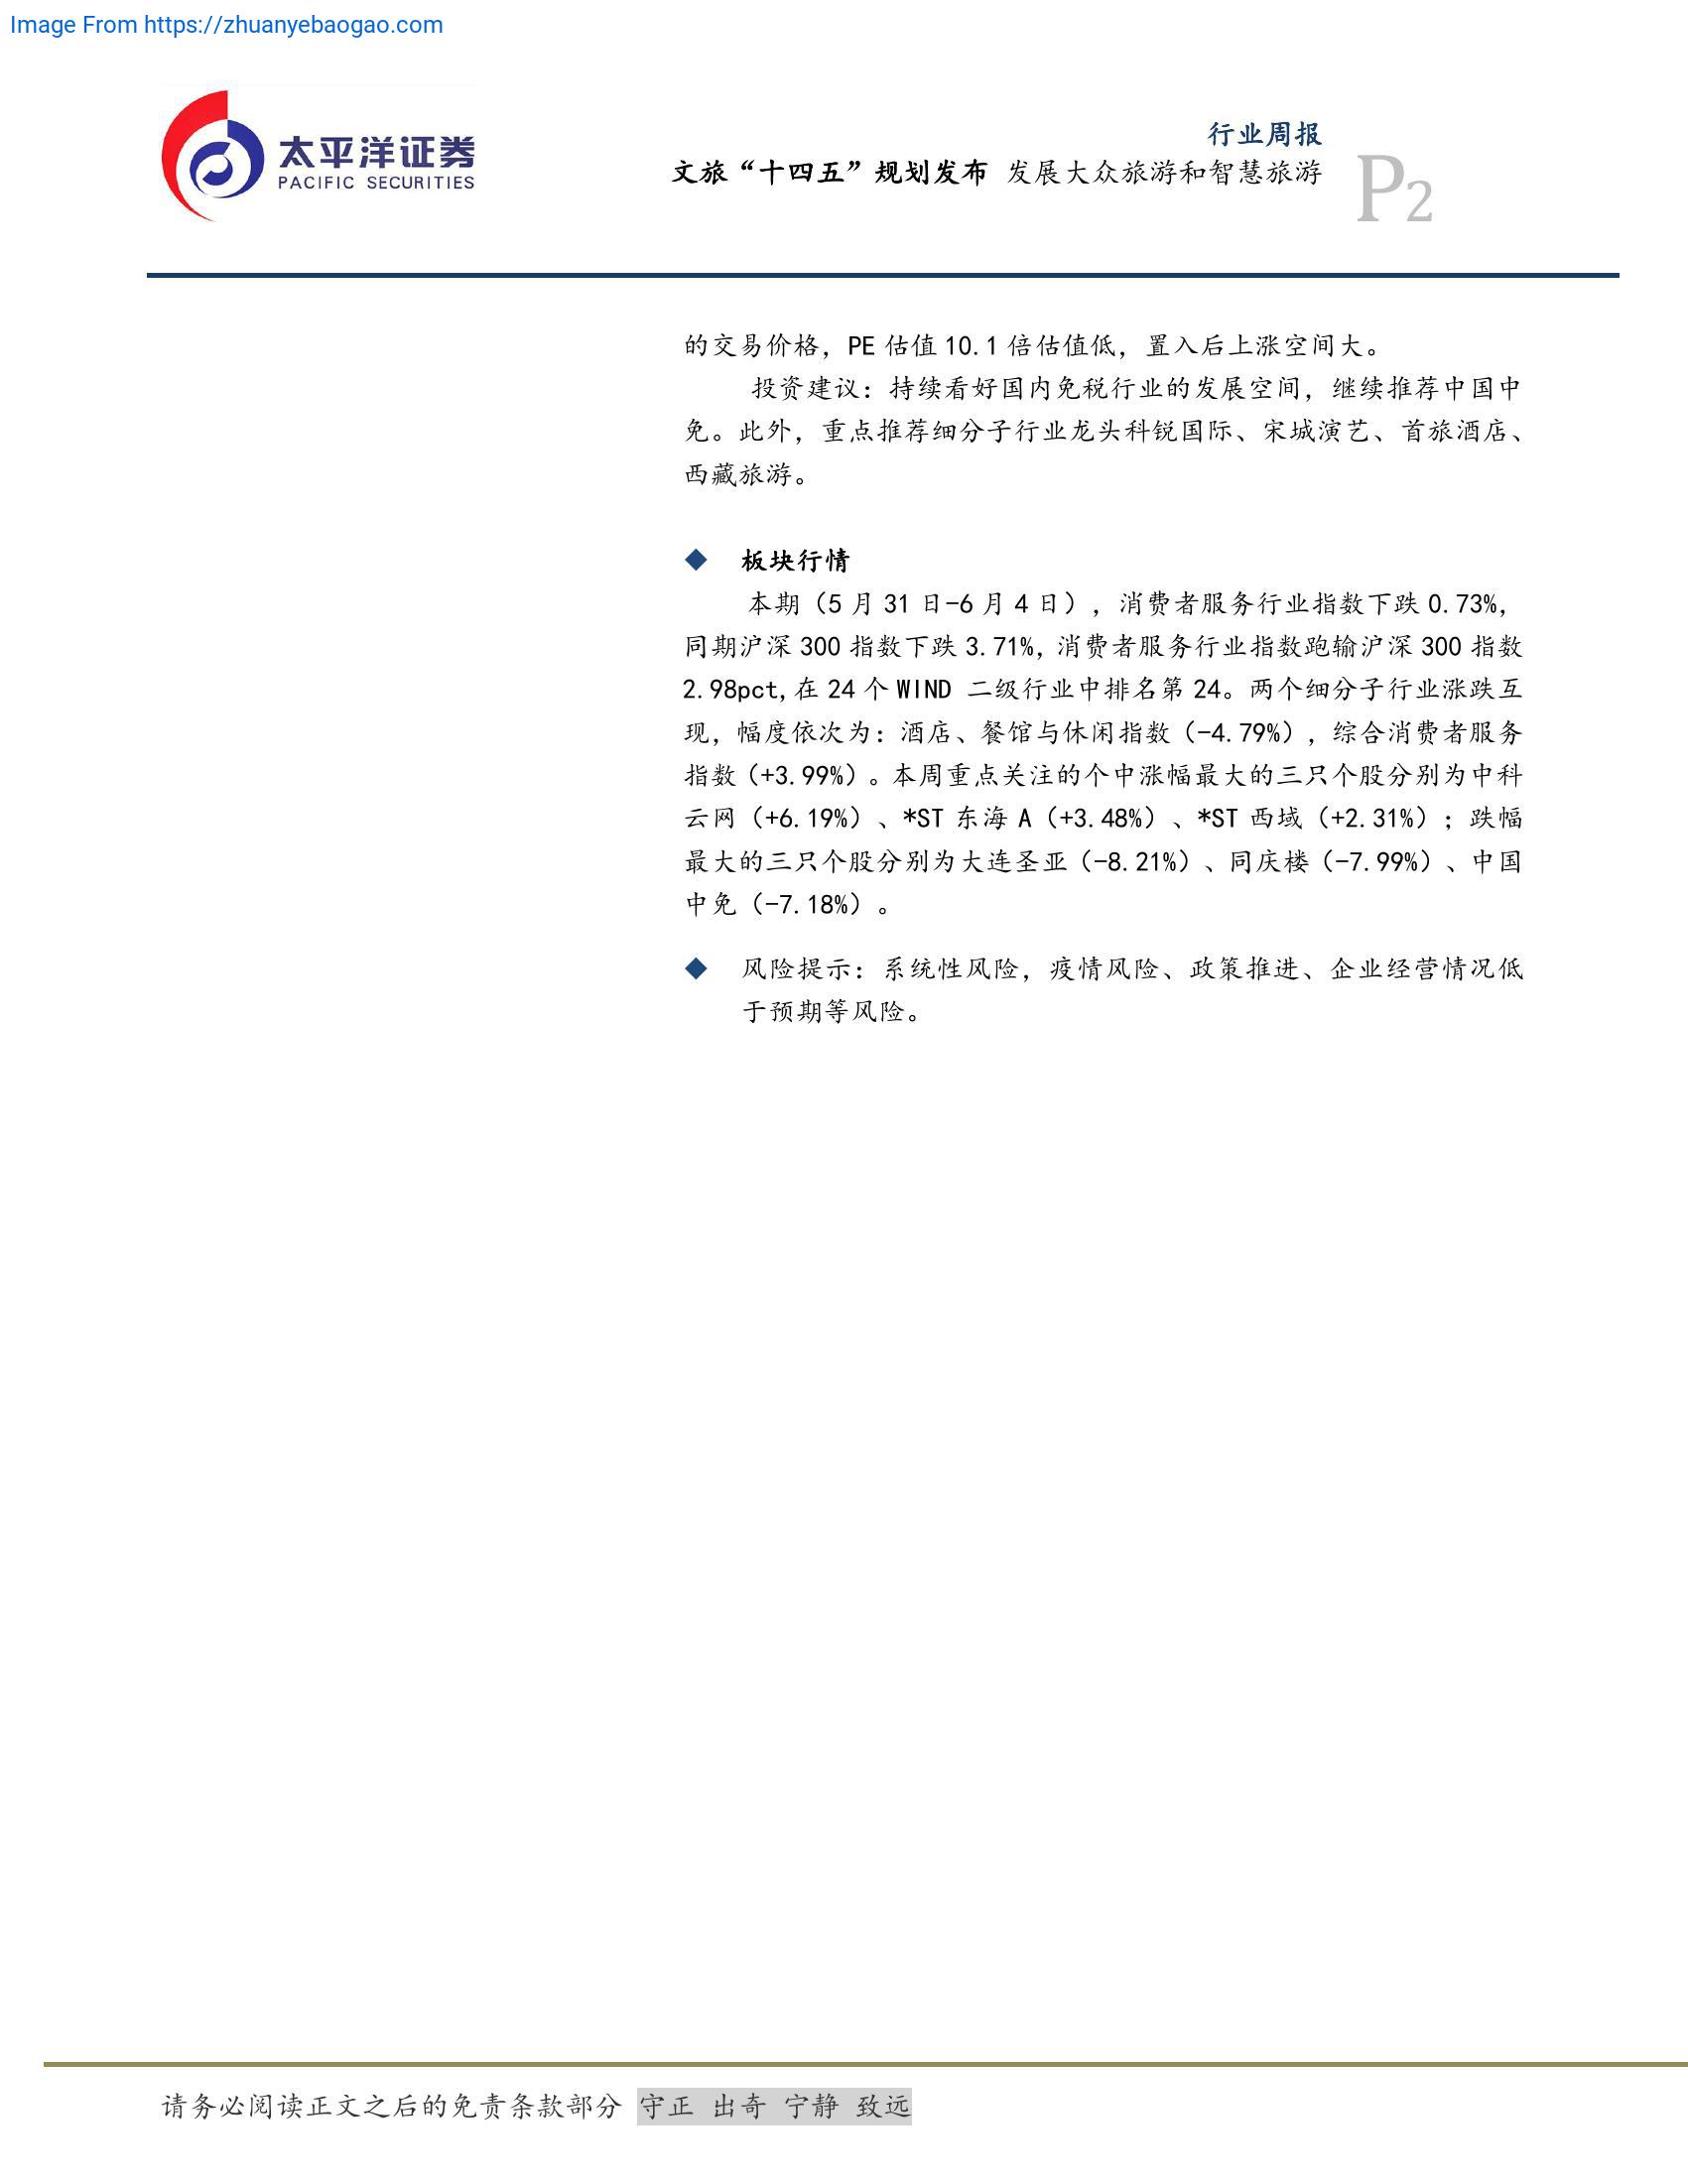 Image From https://zhuanyebaogao.com
太平洋证券
PACIFIC SECURITIES
行业周报
文旅“十四五”规划发布 发展大众旅游和智慧旅游
P2
的交易价格，PE 估值 10.1 倍估值低，置入后上涨空间大。
投资建议：持续看好国内免税行业的发展空间，继续推荐中国中
免。此外，重点推荐细分子行业龙头科锐国际、宋城演艺、首旅酒店、
西藏旅游。
◆ 板块行情
本期（5 月 31 日-6 月 4 日），消费者服务行业指数下跌 0.73%，
同期沪深 300 指数下跌 3.71%，消费者服务行业指数跑输沪深 300 指数
2.98pct,在 24 个 WIND 二级行业中排名第 24。两个细分子行业涨跌互
现，幅度依次为：酒店、餐馆与休闲指数（-4.79%），综合消费者服务
指数（+3.99%）。本周重点关注的个中涨幅最大的三只个股分别为中科
云网（+6.19%）、*ST 东海 A（+3.48%）、*ST 西域（+2.31%）；跌幅
最大的三只个股分别为大连圣亚（-8.21%）、同庆楼（-7.99%）、中国
中免（-7.18%）。
◆ 风险提示：系统性风险，疫情风险、政策推进、企业经营情况低
于预期等风险。
请务必阅读正文之后的免责条款部分 守正 出奇 宁静 致远